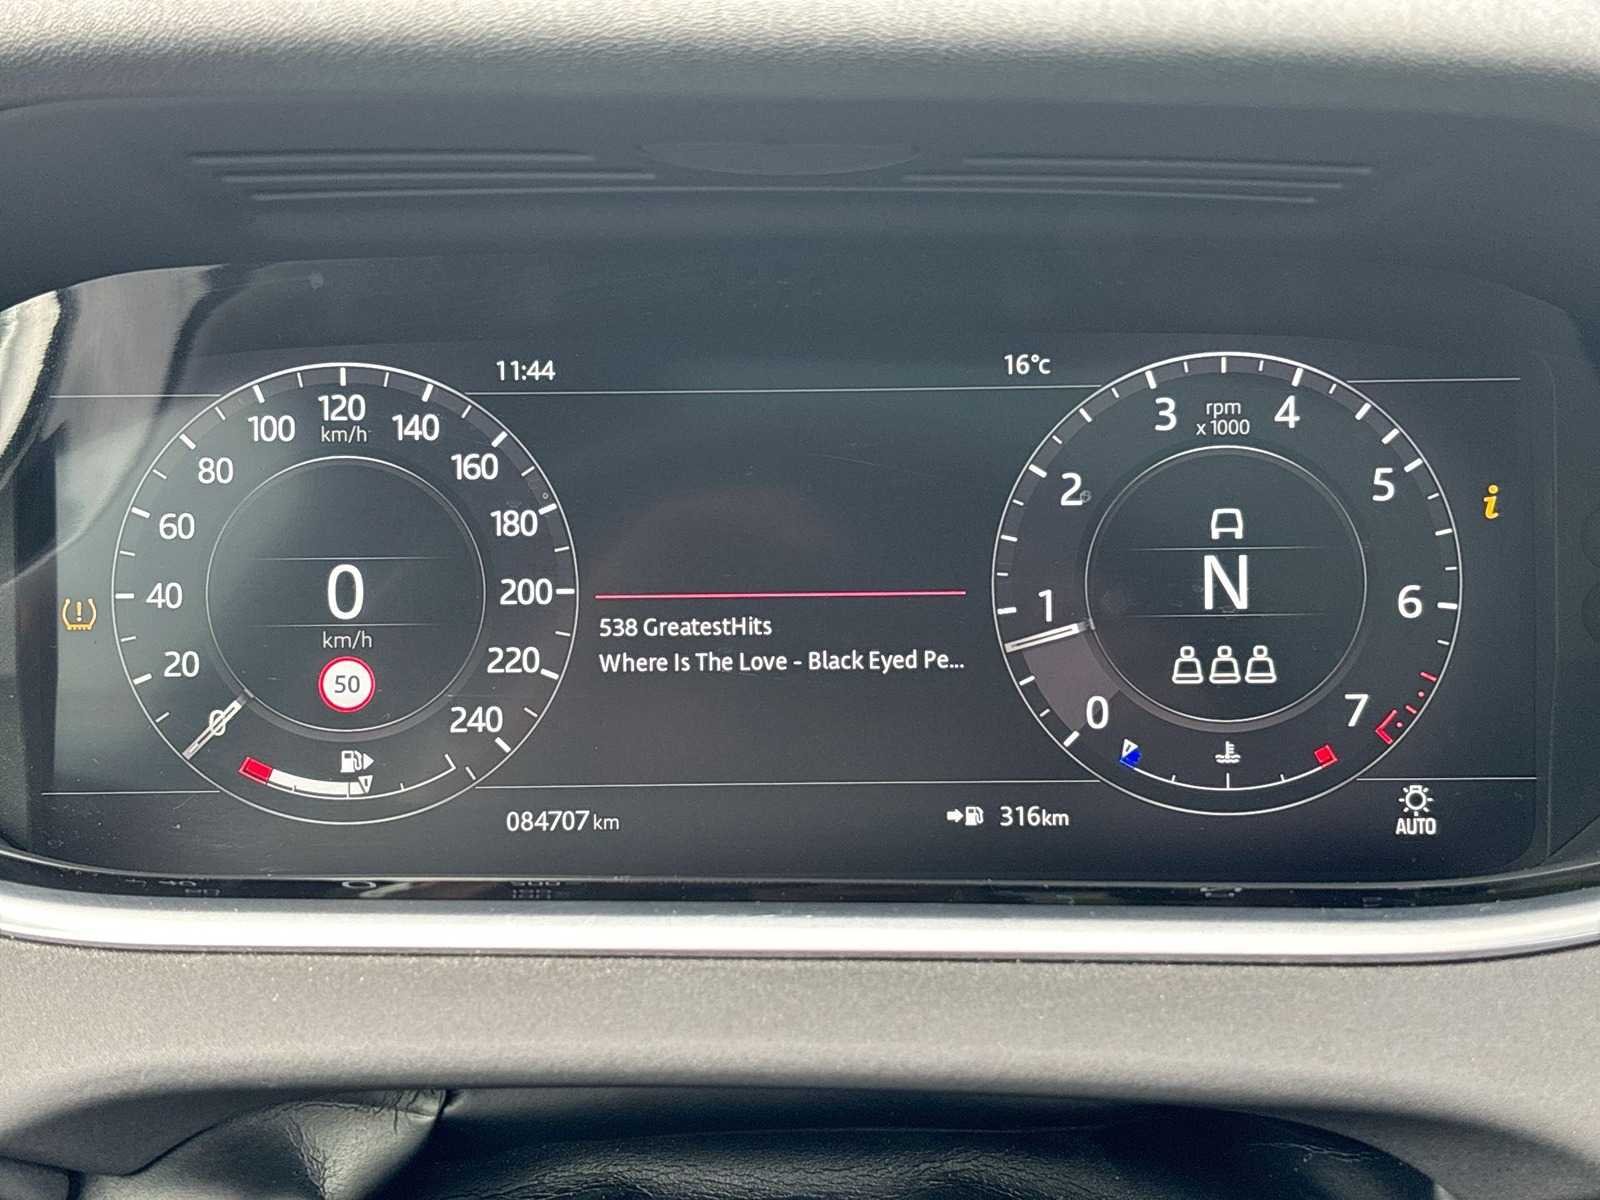 11:44
16°c
0
20
40
60
80
100
120
km/h
140
160
180
200
220
240
0
km/h
50
538 GreatestHits
Where Is The Love - Black Eyed Pe...
0
1
2
3
rpm
x 1000
4
5
6
7
N
i
084707 km
316km
AUTO